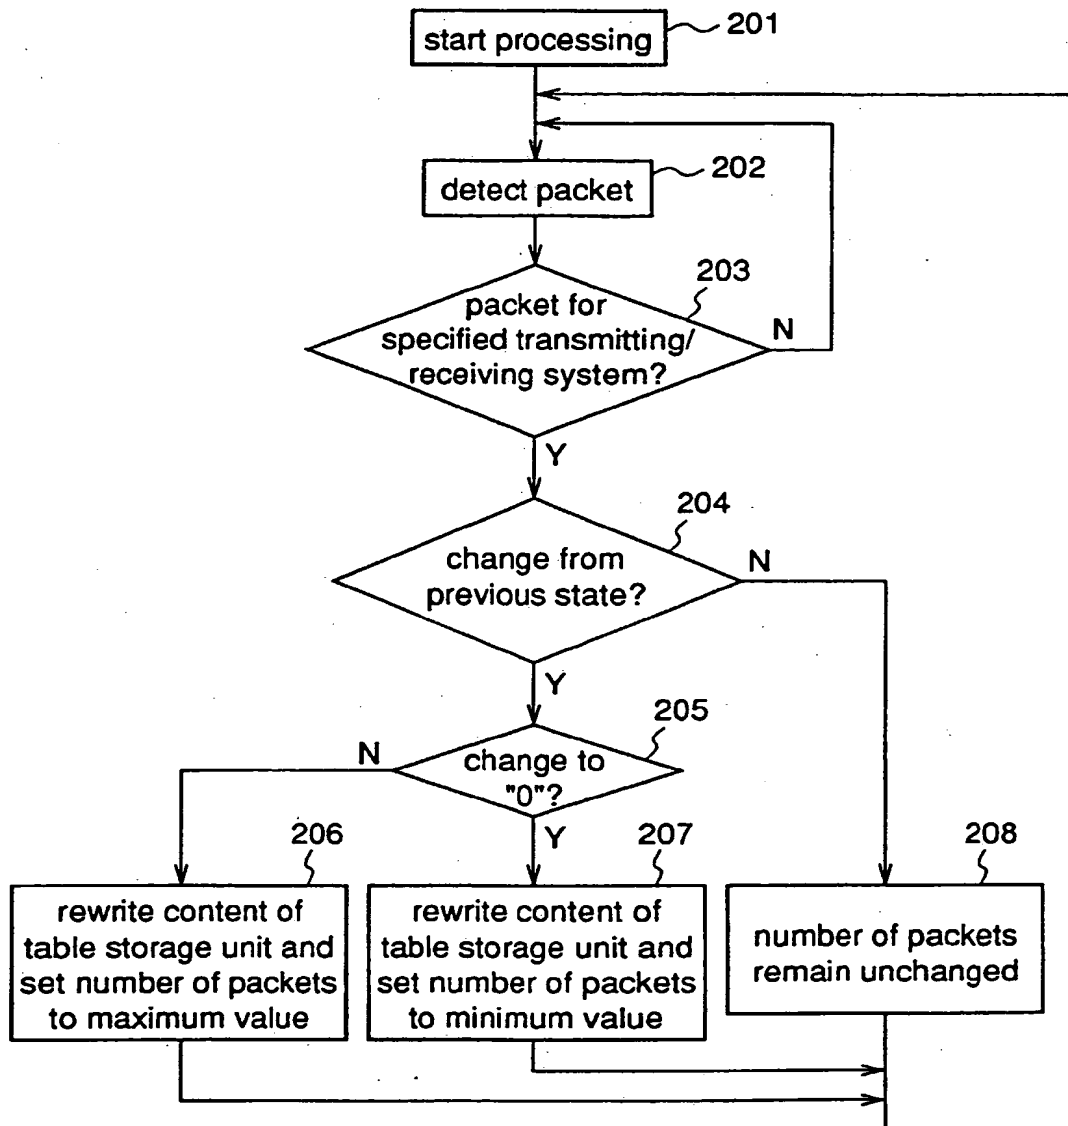 start processing
201
detect packet
202
203
packet for
specified transmitting/
receiving system?
N
Y
204
change from
previous state?
N
Y
205
change to
"0"?
N
Y
206
rewrite content of
table storage unit and
set number of packets
to maximum value
207
rewrite content of
table storage unit and
set number of packets
to minimum value
208
number of packets
remain unchanged